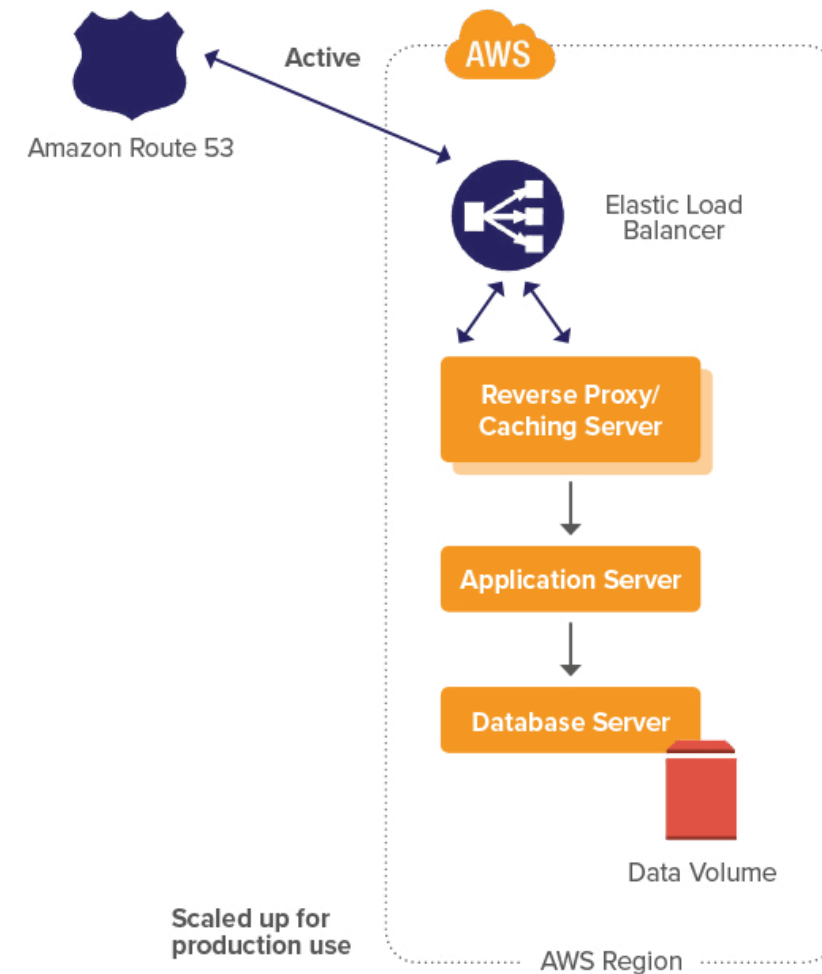 Active
AWS
Amazon Route 53
Elastic Load
Balancer
Reverse Proxy/
Caching Server
Application Server
Database Server
Data Volume
Scaled up for
production use
AWS Region